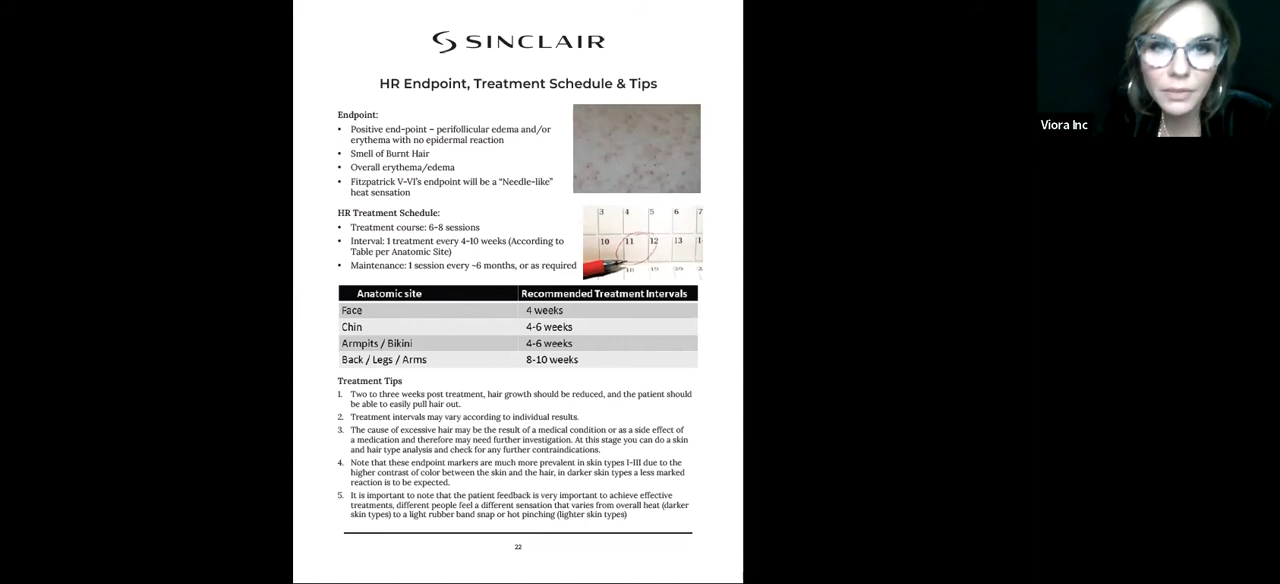 SINCLAIR
HR Endpoint, Treatment Schedule & Tips
Endpoint:
• Positive end-point – perifollicular edema and/or
erythema with no epidermal reaction
• Smell of Burnt Hair
• Overall erythema/edema
• Fitzpatrick V-VI's endpoint will be a "Needle-like"
heat sensation
HR Treatment Schedule:
• Treatment course: 6-8 sessions
• Interval: 1 treatment every 4-10 weeks (According to
Table per Anatomic Site)
• Maintenance: 1 session every ~6 months, or as required
3 4 5 6 7
10 11 12 13
18 19 20
Anatomic site Recommended Treatment Intervals
Face 4 weeks
Chin 4-6 weeks
Armpits / Bikini 4-6 weeks
Back / Legs / Arms 8-10 weeks
Treatment Tips
1. Two to three weeks post treatment, hair growth should be reduced, and the patient should
be able to easily pull hair out.
2. Treatment intervals may vary according to individual results.
3. The cause of excessive hair may be the result of a medical condition or as a side effect of
a medication and therefore may need further investigation. At this stage you can do a skin
and hair type analysis and check for any further contraindications.
4. Note that these endpoint markers are much more prevalent in skin types I-III due to the
higher contrast of color between the skin and the hair, in darker skin types a less marked
reaction is to be expected.
5. It is important to note that the patient feedback is very important to achieve effective
treatments, different people feel a different sensation that varies from overall heat (darker
skin types) to a light rubber band snap or hot pinching (lighter skin types)
22
Viora Inc